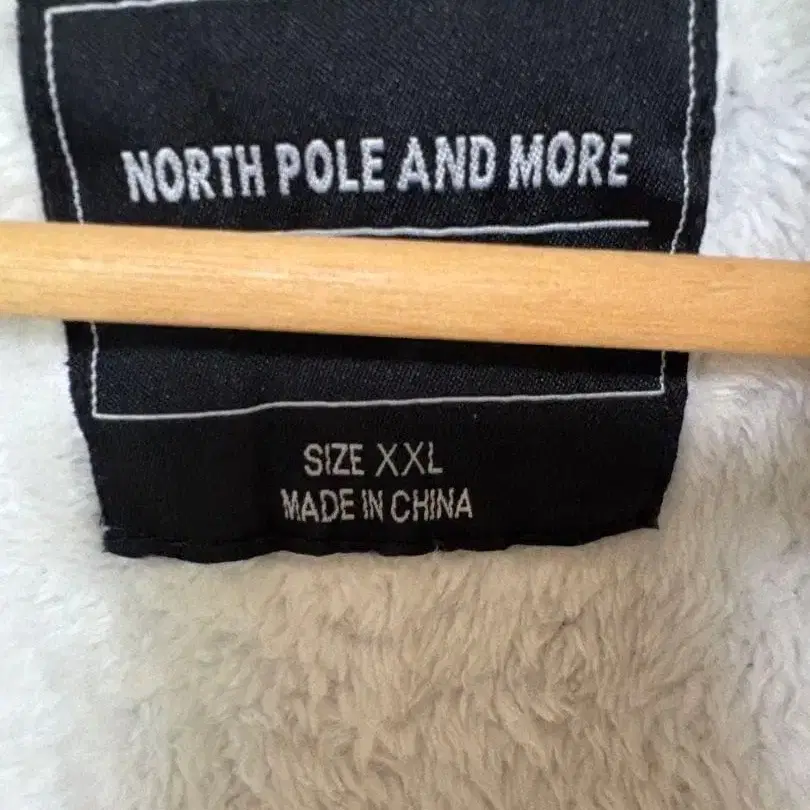 NORTH POLE AND MORE
SIZE XXL
MADE IN CHINA